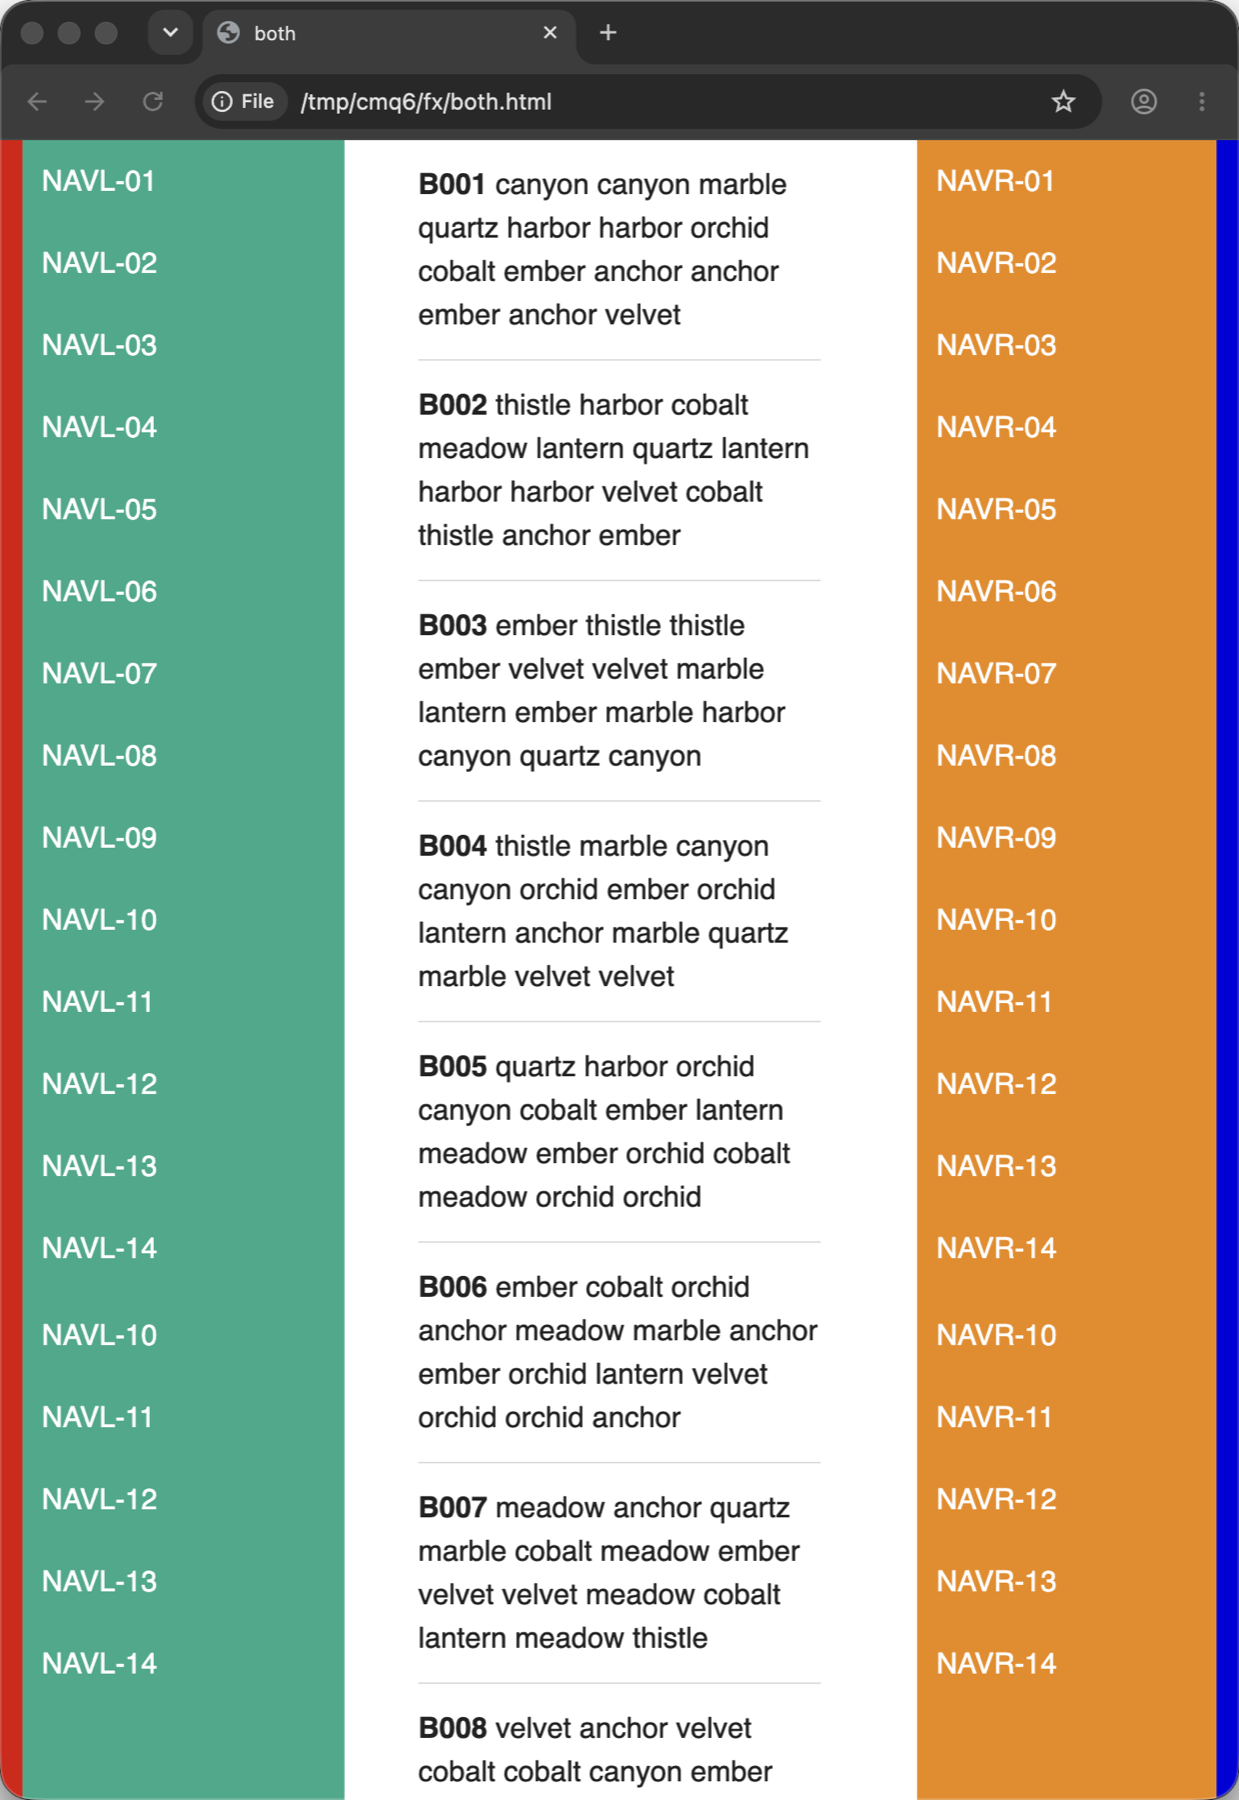 both
File /tmp/cmq6/fx/both.html
NAVL-01
NAVL-02
NAVL-03
NAVL-04
NAVL-05
NAVL-06
NAVL-07
NAVL-08
NAVL-09
NAVL-10
NAVL-11
NAVL-12
NAVL-13
NAVL-14
NAVL-10
NAVL-11
NAVL-12
NAVL-13
NAVL-14
B001 canyon canyon marble
quartz harbor harbor orchid
cobalt ember anchor anchor
ember anchor velvet
B002 thistle harbor cobalt
meadow lantern quartz lantern
harbor harbor velvet cobalt
thistle anchor ember
B003 ember thistle thistle
ember velvet velvet marble
lantern ember marble harbor
canyon quartz canyon
B004 thistle marble canyon
canyon orchid ember orchid
lantern anchor marble quartz
marble velvet velvet
B005 quartz harbor orchid
canyon cobalt ember lantern
meadow ember orchid cobalt
meadow orchid orchid
B006 ember cobalt orchid
anchor meadow marble anchor
ember orchid lantern velvet
orchid orchid anchor
B007 meadow anchor quartz
marble cobalt meadow ember
velvet velvet meadow cobalt
lantern meadow thistle
B008 velvet anchor velvet
cobalt cobalt canyon ember
NAVR-01
NAVR-02
NAVR-03
NAVR-04
NAVR-05
NAVR-06
NAVR-07
NAVR-08
NAVR-09
NAVR-10
NAVR-11
NAVR-12
NAVR-13
NAVR-14
NAVR-10
NAVR-11
NAVR-12
NAVR-13
NAVR-14